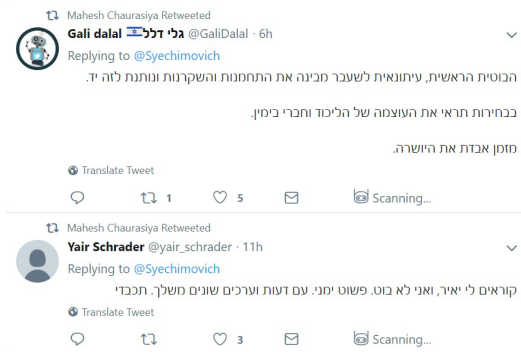 Mahesh Chaurasiya Retweeted
Gali dalal 🇮🇱גלי דלל @GaliDalal · 6h
Replying to @Syechimovich
הבוטית הראשית, עיתונאית לשעבר מבינה את התחמנות והשקרנות ונותנת לזה יד.
בבחירות תראי את העוצמה של הליכוד וחברי בימין.
מזמן אבדת את היושרה.
Translate Tweet
1 5 Scanning...
Mahesh Chaurasiya Retweeted
Yair Schrader @yair_schrader · 11h
Replying to @Syechimovich
קוראים לי יאיר, ואני לא בוט. פשוט ימני. עם דעות וערכים שונים משלך. תכבדי
Translate Tweet
3 Scanning...